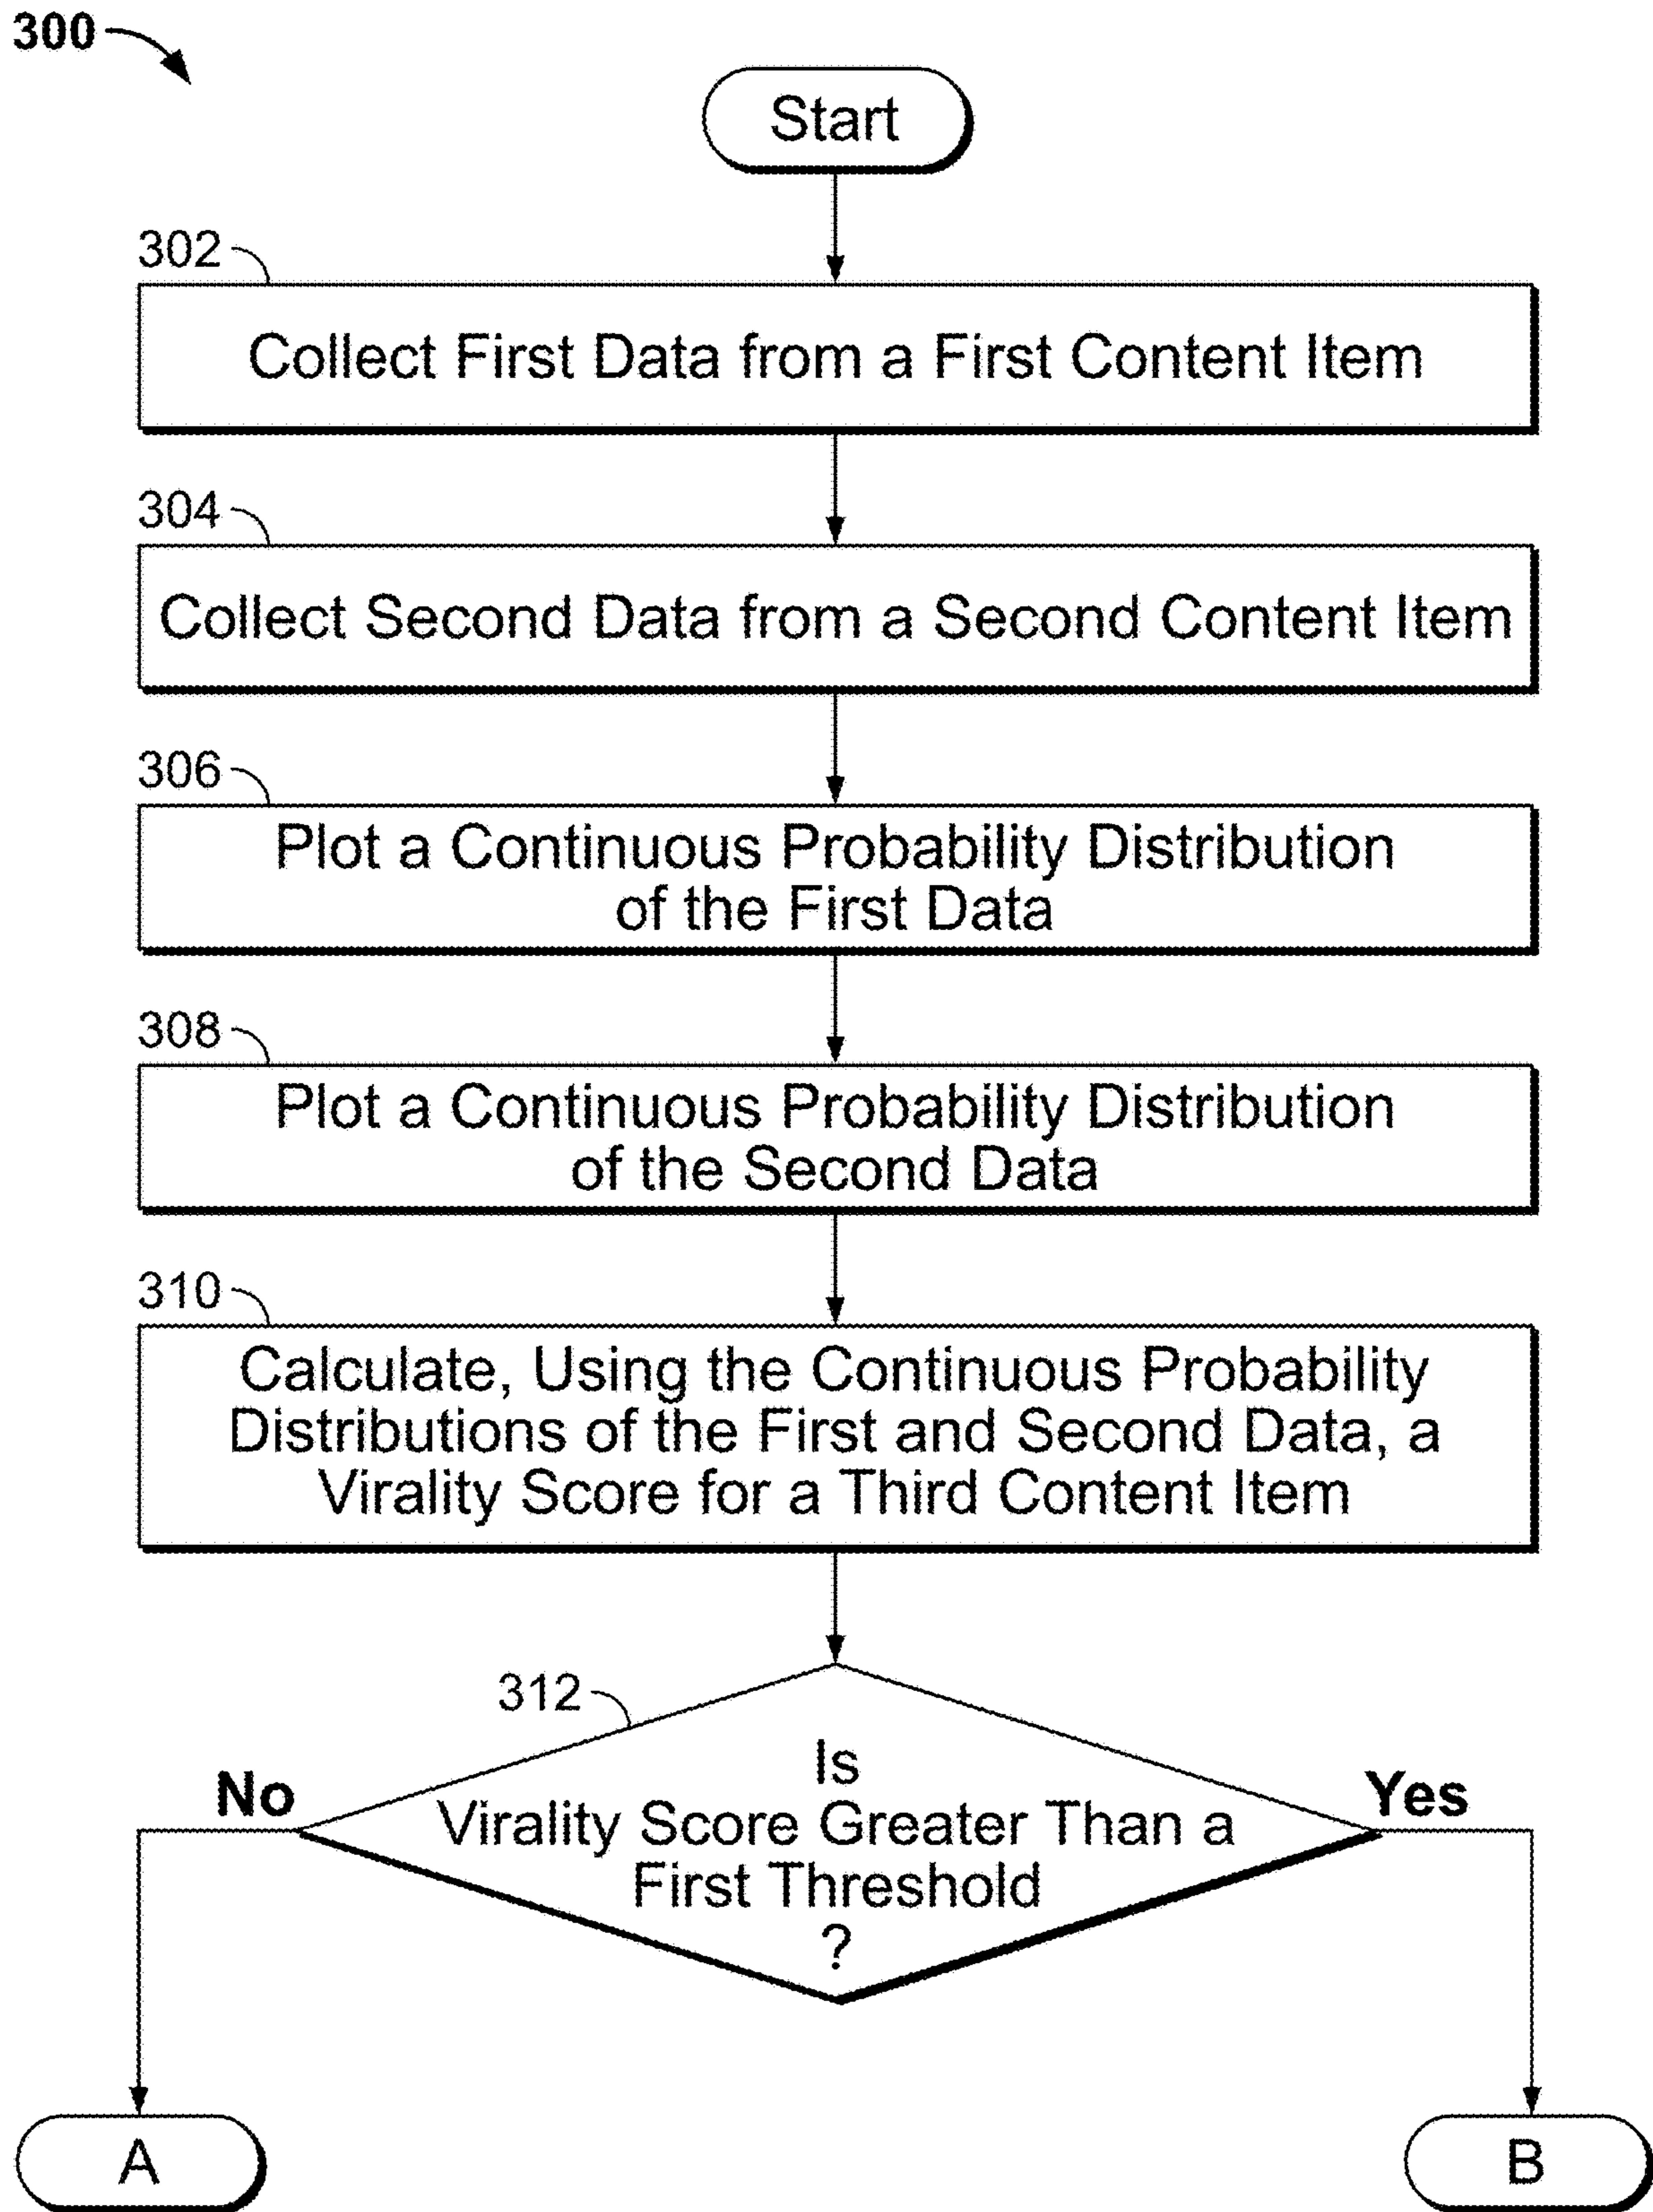 300
Start
302
Collect First Data from a First Content Item
304
Collect Second Data from a Second Content Item
306
Plot a Continuous Probability Distribution
of the First Data
308
Plot a Continuous Probability Distribution
of the Second Data
310
Calculate, Using the Continuous Probability
Distributions of the First and Second Data, a
Virality Score for a Third Content Item
312
Is
Virality Score Greater Than a
First Threshold
?
No
Yes
A
B